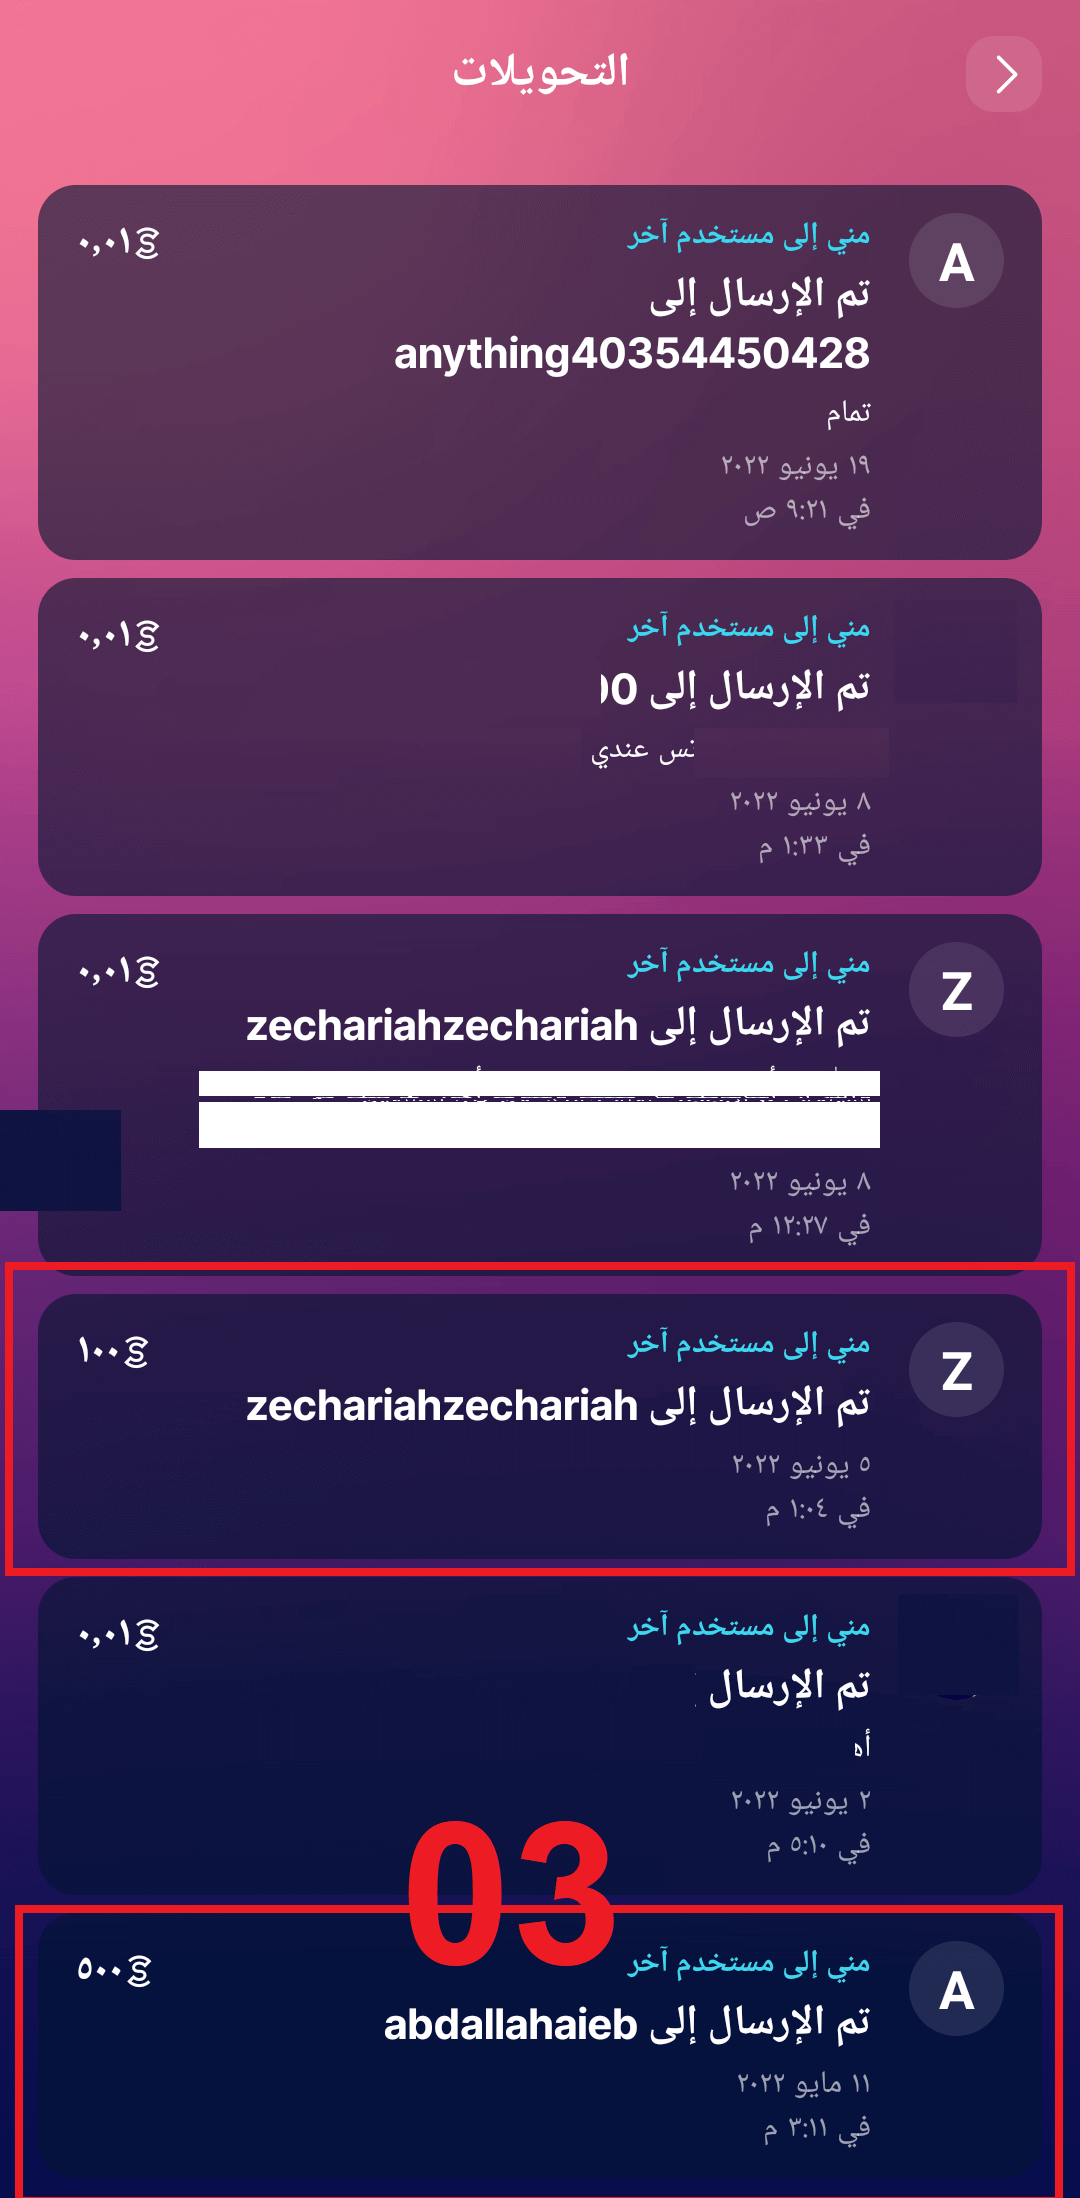 التحويلات
A
مني إلى مستخدم آخر
٠,٠١
تم الإرسال إلى
anything40354450428
تمام
١٩ يونيو ٢٠٢٢
في ٩:٢١ ص
مني إلى مستخدم آخر
٠,٠١
تم الإرسال إلى
عندي
٨ يونيو ٢٠٢٢
في ١:٣٣ م
Z
مني إلى مستخدم آخر
٠,٠١
تم الإرسال إلى zechariahzechariah
٨ يونيو ٢٠٢٢
في ١٢:٢٧ م
Z
مني إلى مستخدم آخر
١٠٠
تم الإرسال إلى zechariahzechariah
٥ يونيو ٢٠٢٢
في ١:٠٤ م
مني إلى مستخدم آخر
٠,٠١
تم الإرسال
٢ يونيو ٢٠٢٢
في ٥:١٠ م
03
A
مني إلى مستخدم آخر
٥٠٠
تم الإرسال إلى abdallahaieb
١١ مايو ٢٠٢٢
في ٣:١١ م